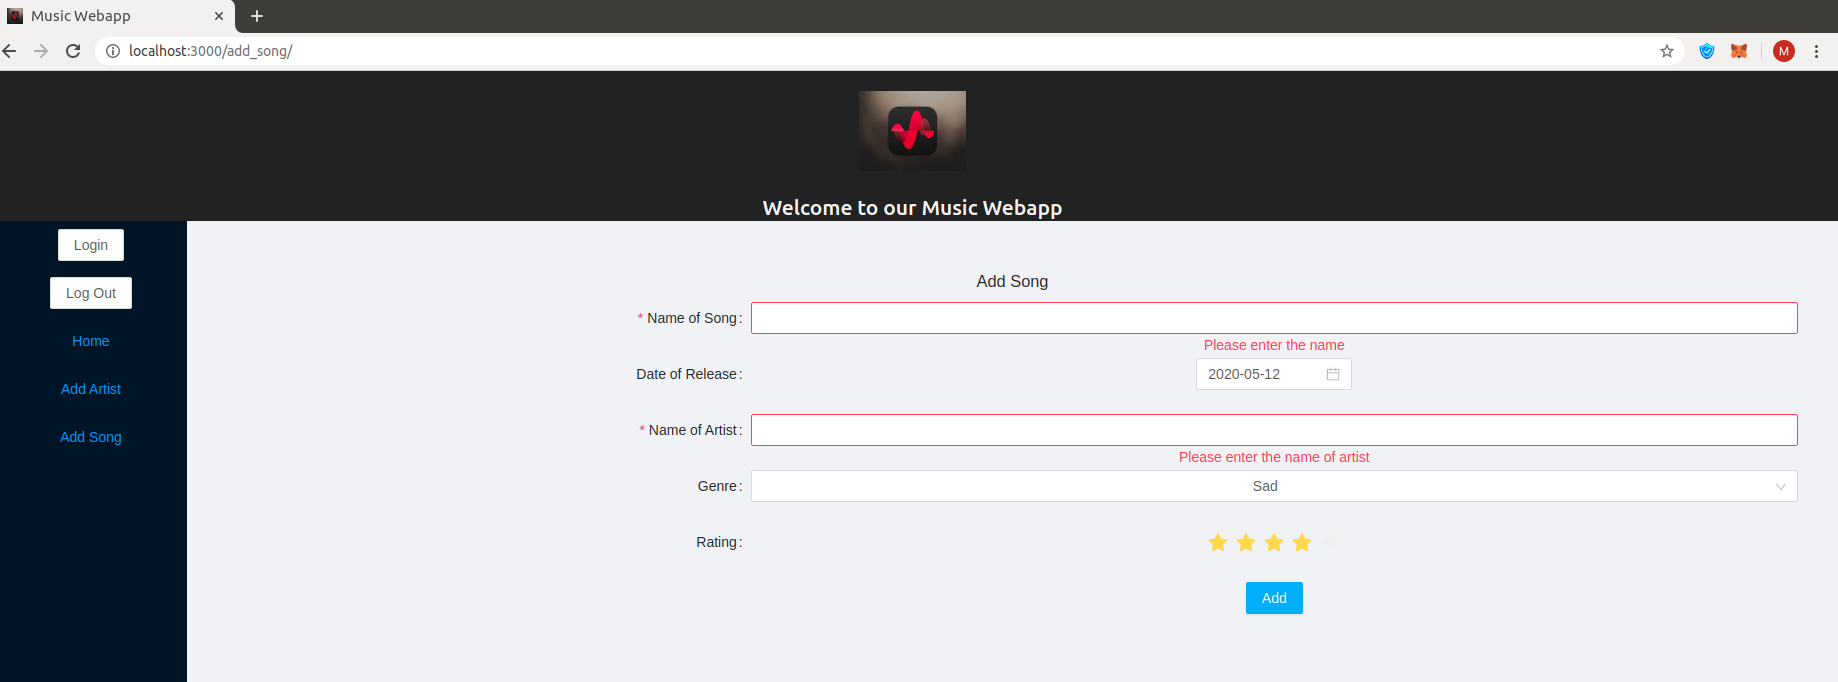 Music Webapp
localhost:3000/add_song/
M
Welcome to our Music Webapp
Login
Log Out
Home
Add Artist
Add Song
Add Song
* Name of Song:
Please enter the name
Date of Release:
2020-05-12
* Name of Artist:
Please enter the name of artist
Genre:
Sad
Rating:
Add